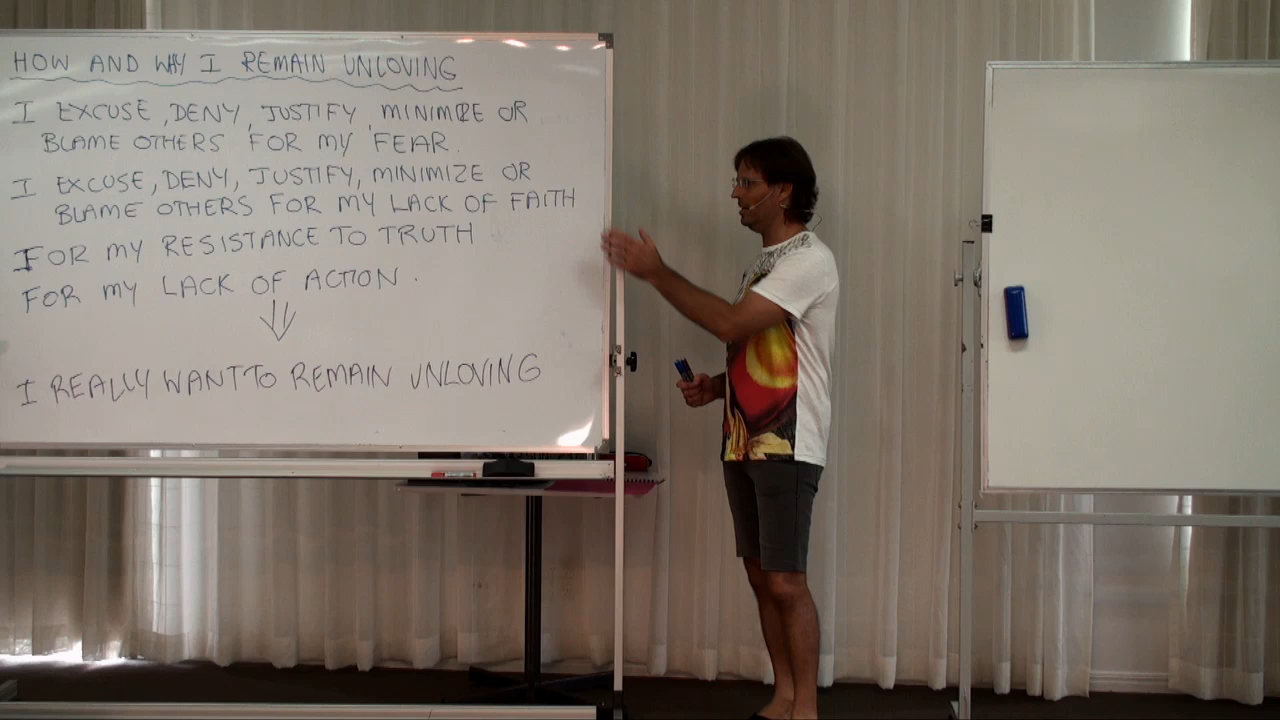 HOW AND WHY I REMAIN UNLOVING
I EXCUSE, DENY, JUSTIFY, MINIMIZE OR
BLAME OTHERS FOR MY FEAR.
I EXCUSE, DENY, JUSTIFY, MINIMIZE OR
BLAME OTHERS FOR MY LACK OF FAITH
FOR MY RESISTANCE TO TRUTH
FOR MY LACK OF ACTION.
I REALLY WANT TO REMAIN UNLOVING